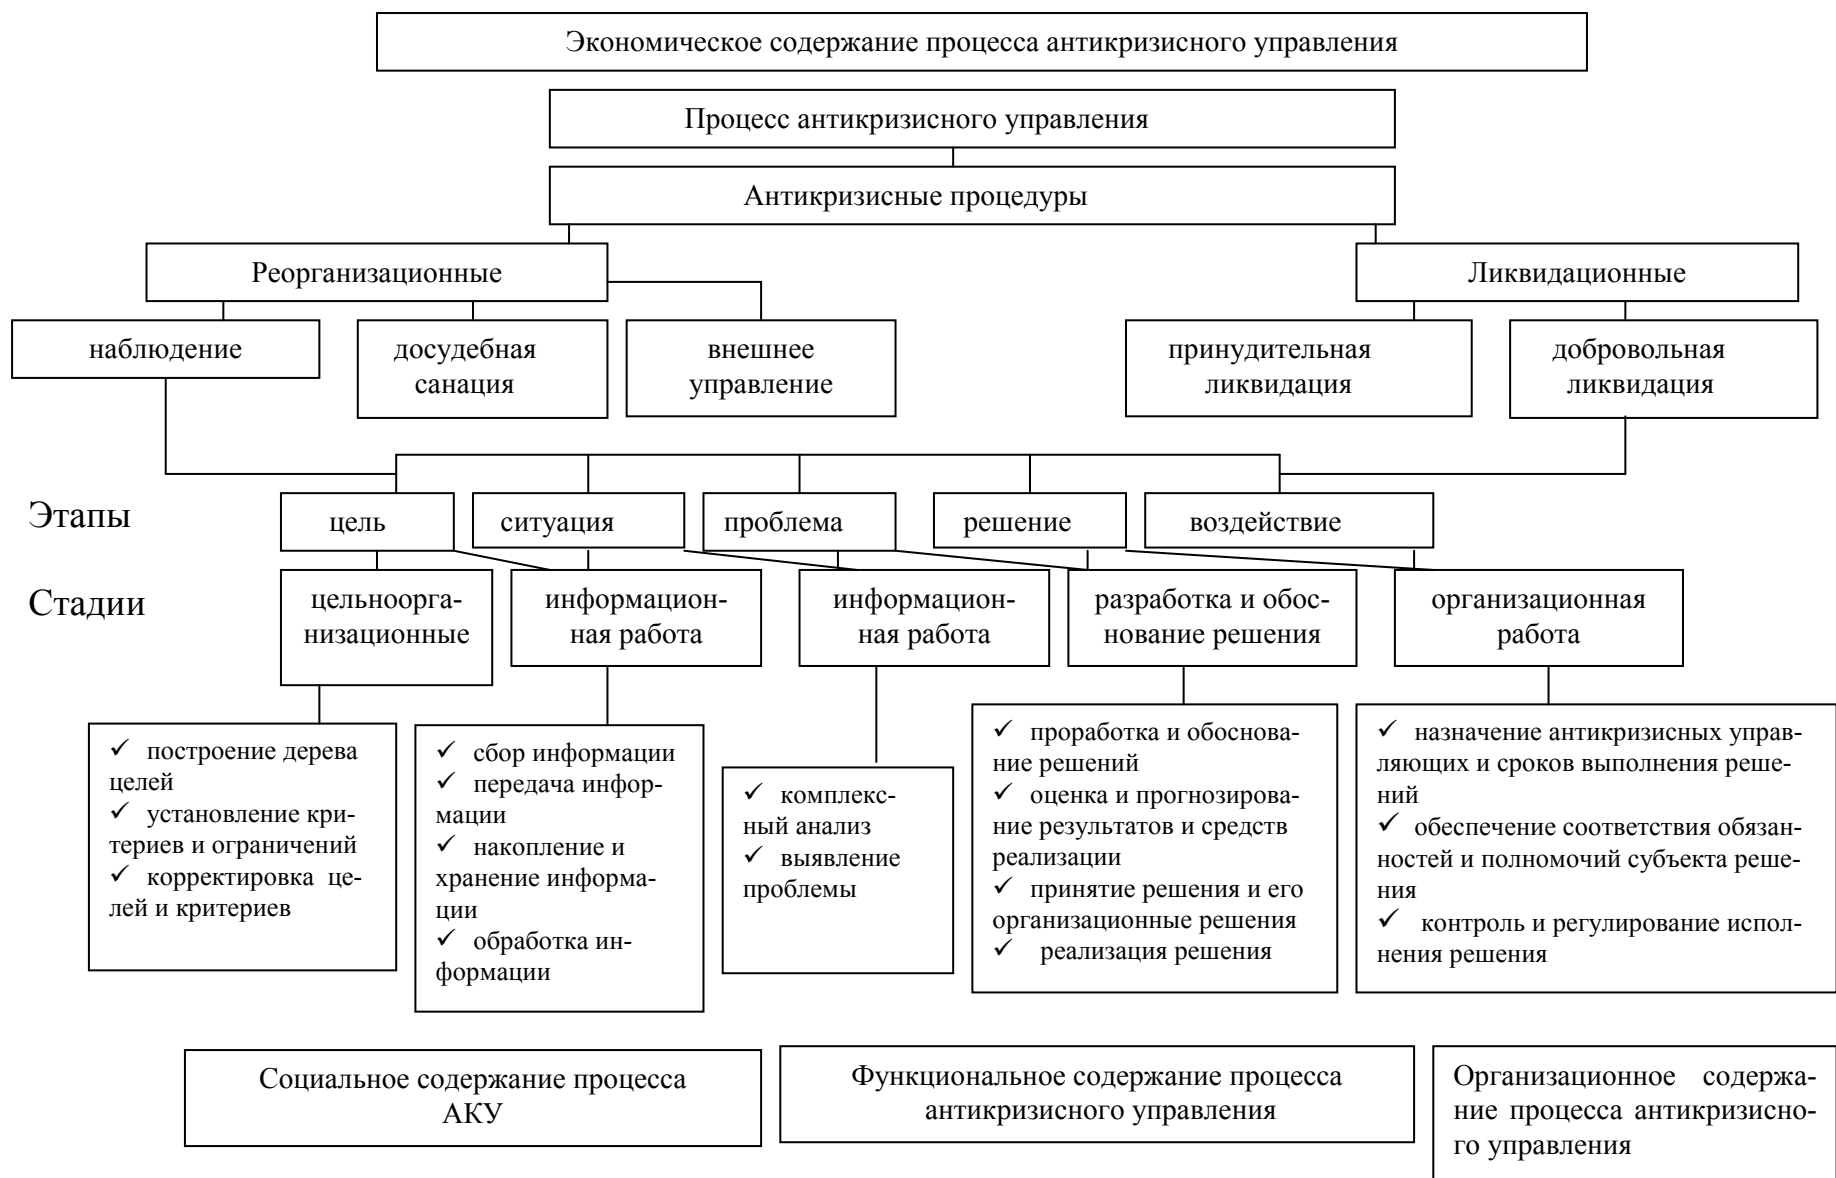 Экономическое содержание процесса антикризисного управления
Процесс антикризисного управления
Антикризисные процедуры
Реорганизационные
Ликвидационные
наблюдение
досудебная
санация
внешнее
управление
принудительная
ликвидация
добровольная
ликвидация
Этапы
цель
ситуация
проблема
решение
воздействие
Стадии
цельноорга-
низационные
информацион-
ная работа
информацион-
ная работа
разработка и обос-
нование решения
организационная
работа
✓ построение дерева
целей
✓ установление кри-
териев и ограничений
✓ корректировка це-
лей и критериев
✓ сбор информации
✓ передача инфор-
мации
✓ накопление и
хранение информа-
ции
✓ обработка ин-
формации
✓ комплекс-
ный анализ
✓ выявление
проблемы
✓ проработка и обоснова-
ние решений
✓ оценка и прогнозирова-
ние результатов и средств
реализации
✓ принятие решения и его
организационные решения
✓ реализация решения
✓ назначение антикризисных управ-
ляющих и сроков выполнения реше-
ний
✓ обеспечение соответствия обязан-
ностей и полномочий субъекта реше-
ния
✓ контроль и регулирование испол-
нения решения
Социальное содержание процесса
АКУ
Функциональное содержание процесса
антикризисного управления
Организационное содержа-
ние процесса антикризисно-
го управления